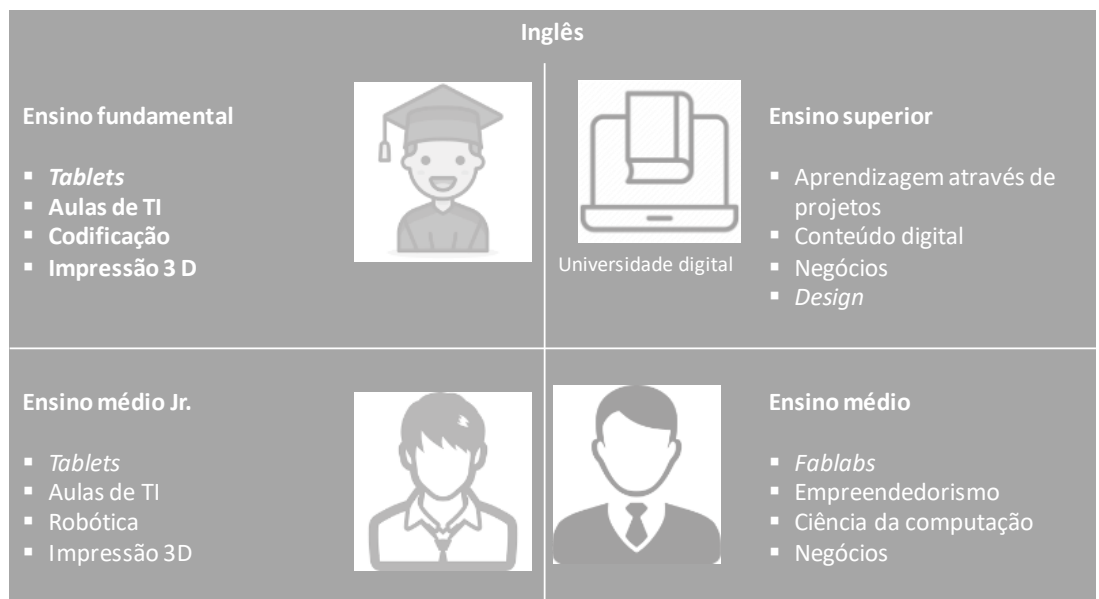 Inglês
Ensino fundamental
▪ Tablets
▪ Aulas de TI
▪ Codificação
▪ Impressão 3 D
Universidade digital
Ensino superior
▪ Aprendizagem através de
projetos
▪ Conteúdo digital
▪ Negócios
▪ Design
Ensino médio Jr.
▪ Tablets
▪ Aulas de TI
▪ Robótica
▪ Impressão 3D
Ensino médio
▪ Fablabs
▪ Empreendedorismo
▪ Ciência da computação
▪ Negócios